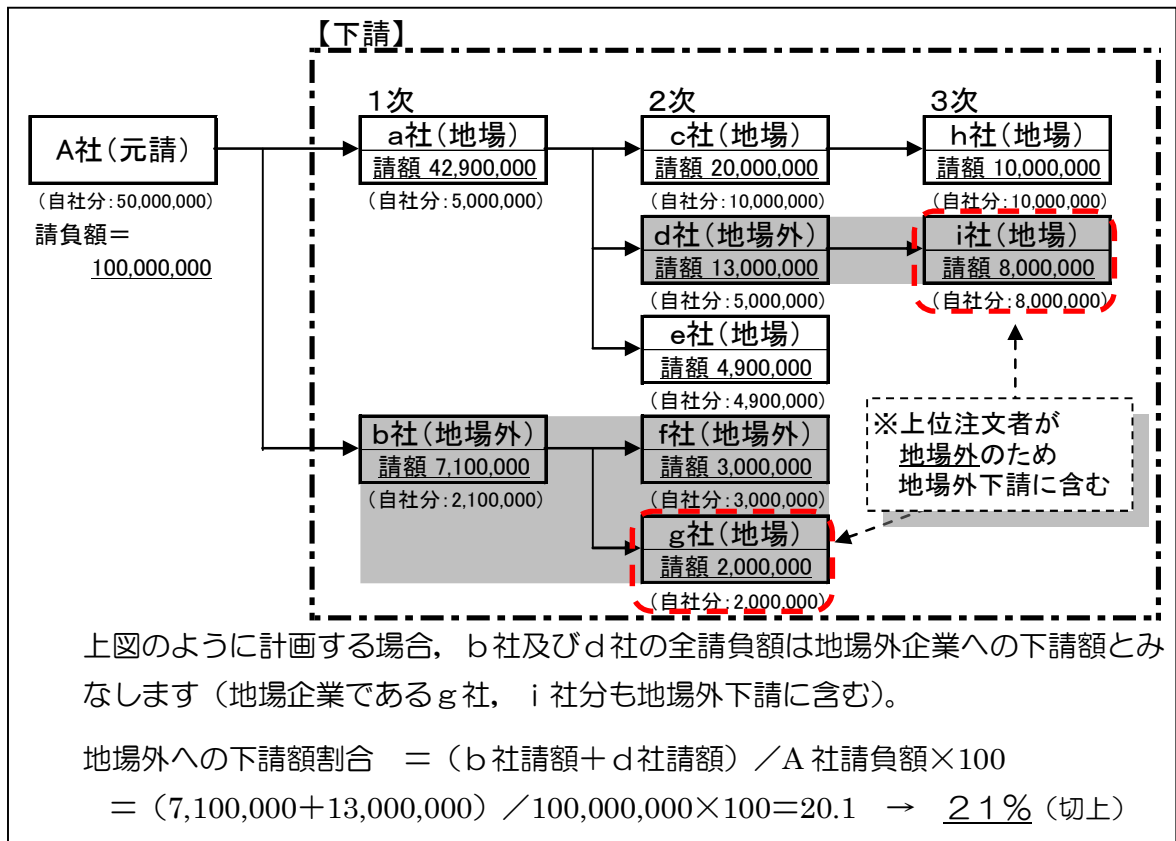 【下請】
1次
2次
3次
A社(元請)
(自社分:50,000,000)
請負額＝
100,000,000
a社(地場)
請額 42,900,000
(自社分:5,000,000)
c社(地場)
請額 20,000,000
(自社分:10,000,000)
h社(地場)
請額 10,000,000
(自社分:10,000,000)
d社(地場外)
請額 13,000,000
(自社分:5,000,000)
i社(地場)
請額 8,000,000
(自社分:8,000,000)
e社(地場)
請額 4,900,000
(自社分:4,900,000)
b社(地場外)
請額 7,100,000
(自社分:2,100,000)
f社(地場外)
請額 3,000,000
(自社分:3,000,000)
g社(地場)
請額 2,000,000
(自社分:2,000,000)
※上位注文者が
地場外のため
地場外下請に含む
上図のように計画する場合，ｂ社及びｄ社の全請負額は地場外企業への下請額とみ
なします（地場企業であるｇ社，ｉ社分も地場外下請に含む）。
地場外への下請額割合　＝（ｂ社請額＋ｄ社請額）／A 社請負額×100
＝（7,100,000＋13,000,000）／100,000,000×100＝20.1　→　２１％（切上）